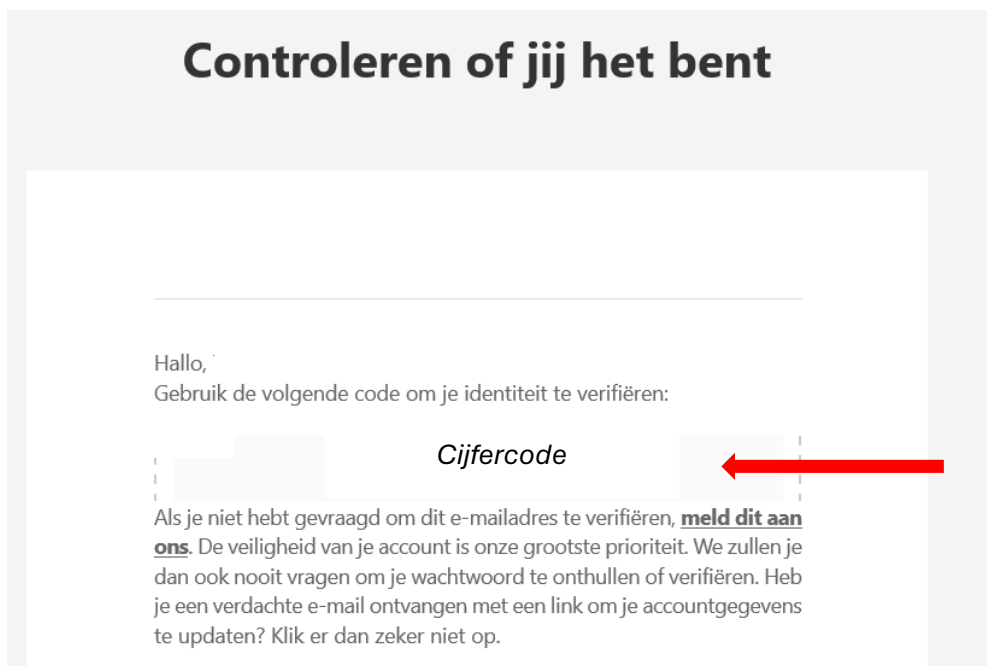 Controleren of jij het bent
Hallo,
Gebruik de volgende code om je identiteit te verifiëren:
Cijfercode
Als je niet hebt gevraagd om dit e-mailadres te verifiëren, meld dit aan
ons. De veiligheid van je account is onze grootste prioriteit. We zullen je
dan ook nooit vragen om je wachtwoord te onthullen of verifiëren. Heb
je een verdachte e-mail ontvangen met een link om je accountgegevens
te updaten? Klik er dan zeker niet op.